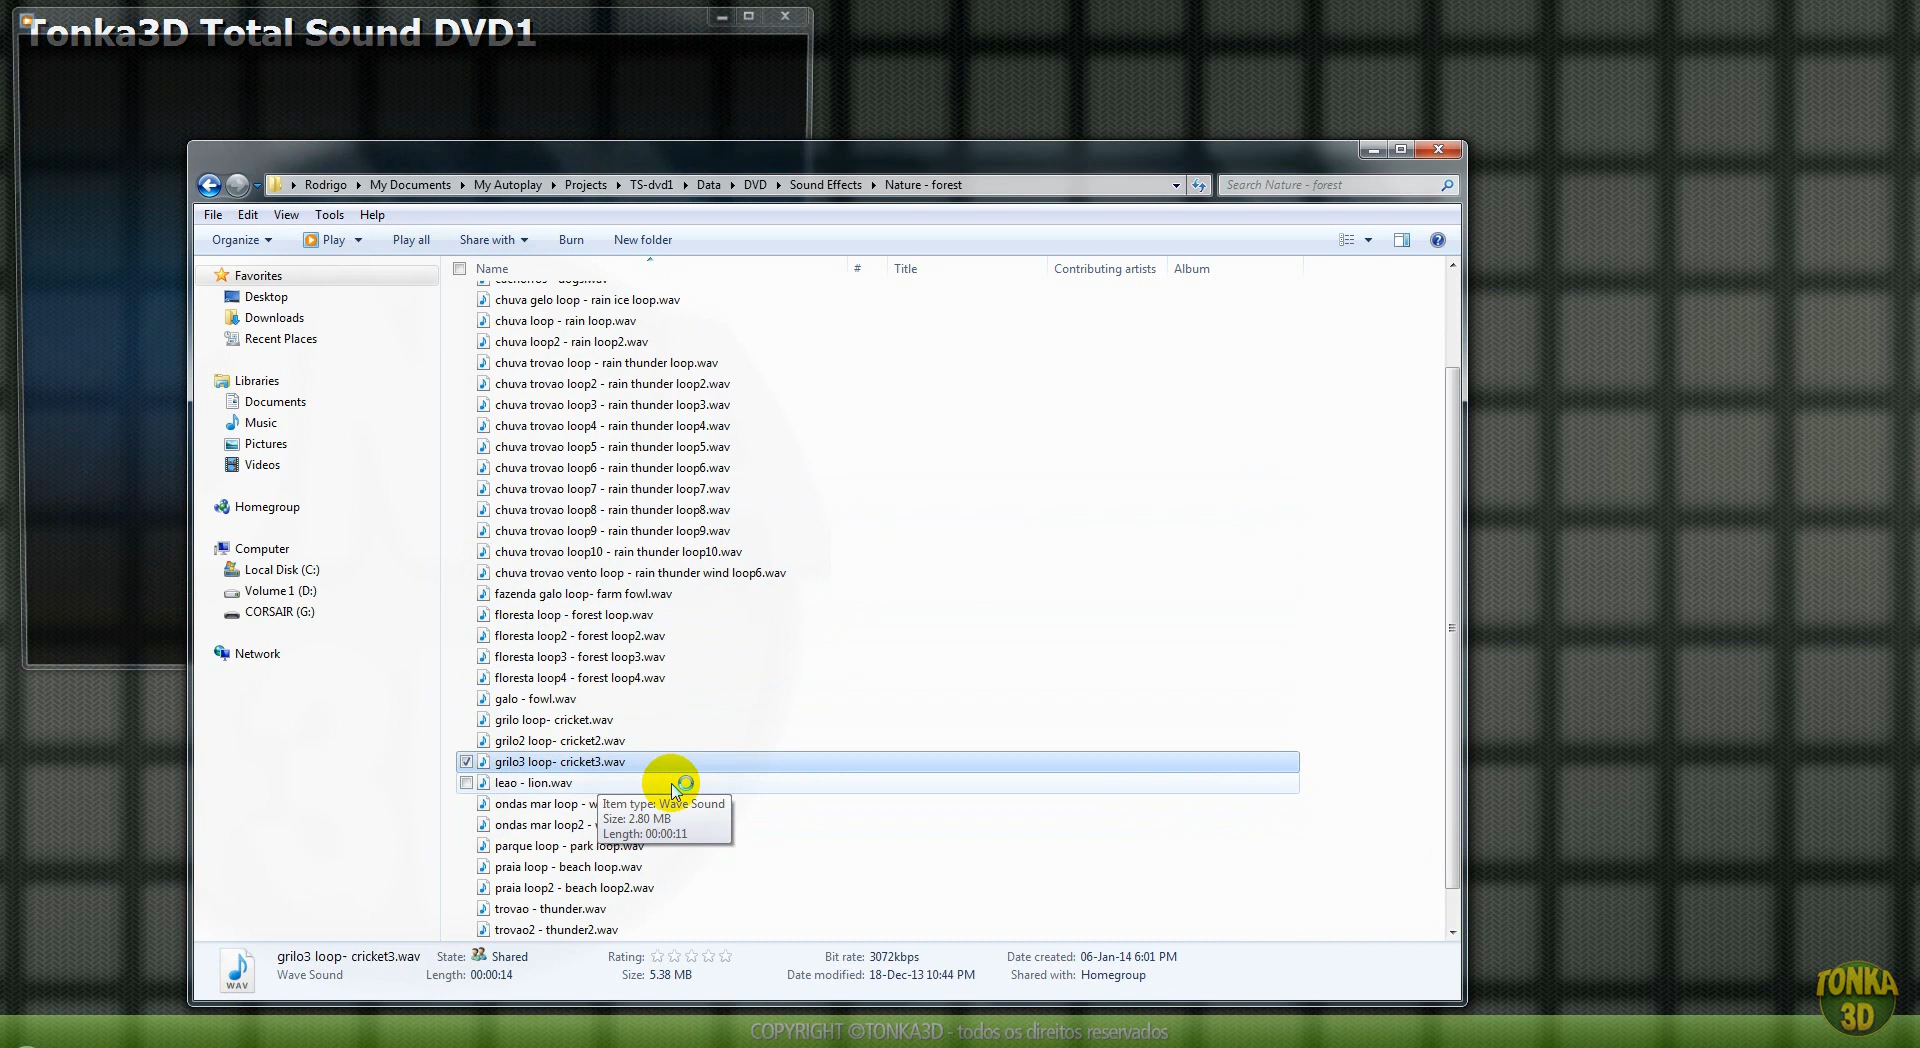 Tonka3D Total Sound DVD1
Rodrigo My Documents My Autoplay Projects TS-dvd1 Data DVD Sound Effects Nature - forest
Search Nature - forest
File Edit View Tools Help
Organize Play Play all Share with Burn New folder
Name # Title Contributing artists Album
Favorites
Desktop
Downloads
Recent Places
Libraries
Documents
Music
Pictures
Videos
Homegroup
Computer
Local Disk (C:)
Volume 1 (D:)
CORSAIR (G:)
Network
chuva gelo loop - rain ice loop.wav
chuva loop - rain loop.wav
chuva loop2 - rain loop2.wav
chuva trovao loop - rain thunder loop.wav
chuva trovao loop2 - rain thunder loop2.wav
chuva trovao loop3 - rain thunder loop3.wav
chuva trovao loop4 - rain thunder loop4.wav
chuva trovao loop5 - rain thunder loop5.wav
chuva trovao loop6 - rain thunder loop6.wav
chuva trovao loop7 - rain thunder loop7.wav
chuva trovao loop8 - rain thunder loop8.wav
chuva trovao loop9 - rain thunder loop9.wav
chuva trovao loop10 - rain thunder loop10.wav
chuva trovao vento loop - rain thunder wind loop6.wav
fazenda galo loop- farm fowl.wav
floresta loop - forest loop.wav
floresta loop2 - forest loop2.wav
floresta loop3 - forest loop3.wav
floresta loop4 - forest loop4.wav
galo - fowl.wav
grilo loop- cricket.wav
grilo2 loop- cricket2.wav
grilo3 loop- cricket3.wav
leao - lion.wav
ondas mar loop -
ondas mar loop2 -
Item type: Wave Sound
Size: 2.80 MB
Length: 00:00:11
parque loop - park loop.wav
praia loop - beach loop.wav
praia loop2 - beach loop2.wav
trovao - thunder.wav
trovao2 - thunder2.wav
WAV
grilo3 loop- cricket3.wav State: Shared Rating: Bit rate: 3072kbps Date created: 06-Jan-14 6:01 PM
Wave Sound Length: 00:00:14 Size: 5.38 MB Date modified: 18-Dec-13 10:44 PM Shared with: Homegroup
COPYRIGHT ©TONKA3D - todos os direitos reservados
TONKA
3D